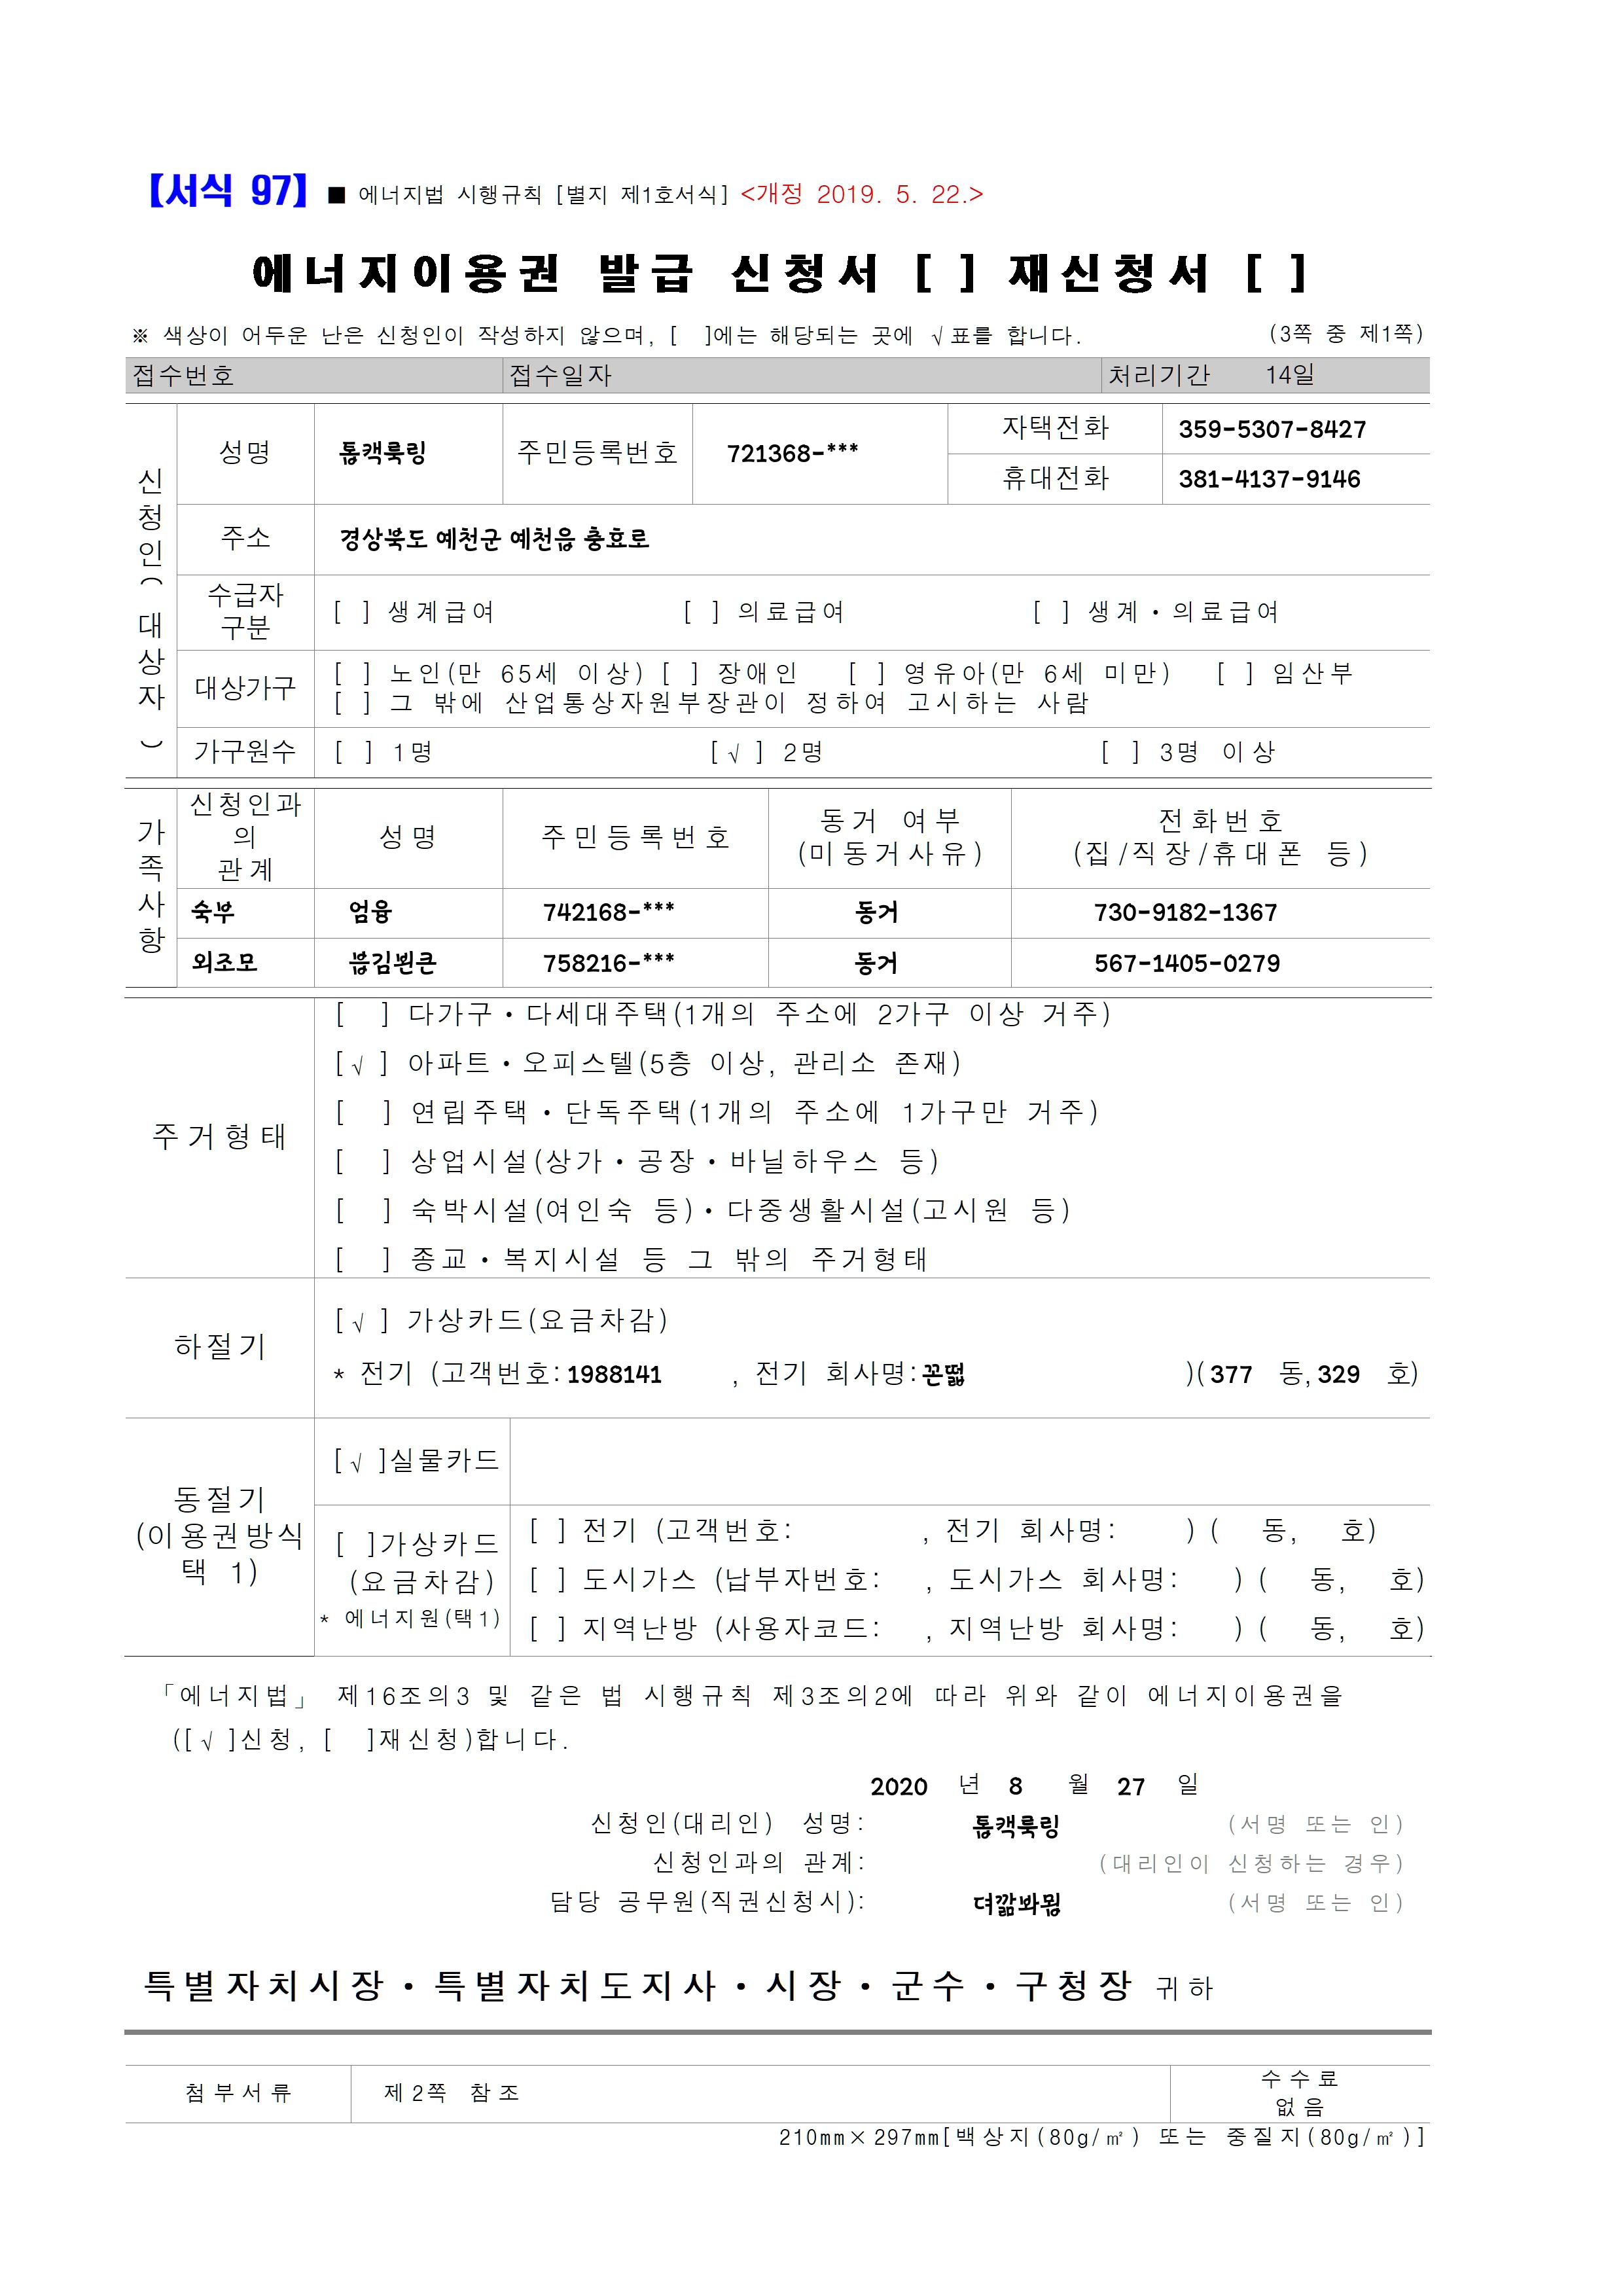 【서식 97】 ■ 에너지법 시행규칙 [별지 제1호서식] <개정 2019. 5. 22.>
에너지이용권 발급 신청서 [ ] 재신청서 [ ]
※ 색상이 어두운 난은 신청인이 작성하지 않으며, [ ]에는 해당되는 곳에 √표를 합니다. (3쪽 중 제1쪽)
접수번호 접수일자 처리기간 14일
신청인(대상자)
성명 주민등록번호 721368-*** 자택전화 359-5307-8427
휴대전화 381-4137-9146
주소 경상북도 예천군 예천읍 충효로
수급자
구분
[ ] 생계급여 [ ] 의료급여 [ ] 생계·의료급여
대상가구
[ ] 노인(만 65세 이상) [ ] 장애인 [ ] 영유아(만 6세 미만) [ ] 임산부
[ ] 그 밖에 산업통상자원부장관이 정하여 고시하는 사람
가구원수 [ ] 1명 [√ ] 2명 [ ] 3명 이상
가족사항
신청인과
의
관계
성명 주민등록번호
동거 여부
(미동거사유)
전화번호
(집/직장/휴대폰 등)
숙부 엄융 742168-*** 동거 730-9182-1367
외조모 758216-*** 동거 567-1405-0279
주거형태
[ ] 다가구·다세대주택(1개의 주소에 2가구 이상 거주)
[√ ] 아파트·오피스텔(5층 이상, 관리소 존재)
[ ] 연립주택·단독주택(1개의 주소에 1가구만 거주)
[ ] 상업시설(상가·공장·바닐하우스 등)
[ ] 숙박시설(여인숙 등)·다중생활시설(고시원 등)
[ ] 종교·복지시설 등 그 밖의 주거형태
하절기
[√ ] 가상카드(요금차감)
* 전기 (고객번호: 1988141 , 전기 회사명: 꼰떫 )( 377 동, 329 호)
동절기
(이용권방식
택 1)
[√ ]실물카드
[ ]가상카드
(요금차감)
* 에너지원(택1)
[ ] 전기 (고객번호: , 전기 회사명: ) ( 동, 호)
[ ] 도시가스 (납부자번호: , 도시가스 회사명: ) ( 동, 호)
[ ] 지역난방 (사용자코드: , 지역난방 회사명: ) ( 동, 호)
「에너지법」 제16조의3 및 같은 법 시행규칙 제3조의2에 따라 위와 같이 에너지이용권을
([√ ]신청, [ ]재신청)합니다.
2020 년 8 월 27 일
신청인(대리인) 성명: (서명 또는 인)
신청인과의 관계: (대리인이 신청하는 경우)
담당 공무원(직권신청시): (서명 또는 인)
특별자치시장·특별자치도지사·시장·군수·구청장 귀하
첨부서류 제2쪽 참조
수수료
없음
210mm×297mm[백상지(80g/㎡) 또는 중질지(80g/㎡)]